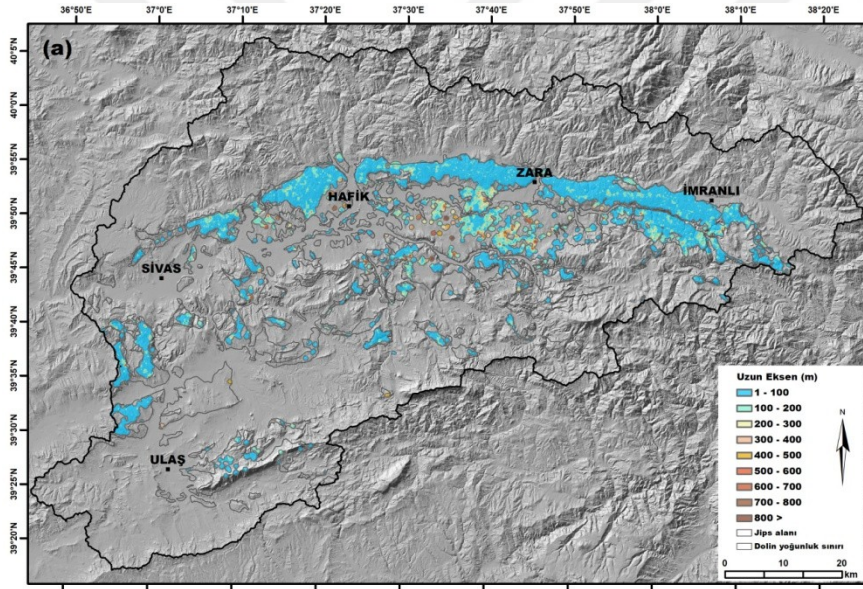 36°50'E 37°0'E 37°10'E 37°20'E 37°30'E 37°40'E 37°50'E 38°0'E 38°10'E 38°20'E
(a)
40°5'N
40°0'N
39°55'N
39°50'N
39°45'N
39°40'N
39°35'N
39°30'N
39°25'N
39°20'N
ZARA
HAFİK
İMRANLI
SİVAS
ULAŞ
Uzun Eksen (m)
1 - 100
100 - 200
200 - 300
300 - 400
400 - 500
500 - 600
600 - 700
700 - 800
800 >
Jips alanı
Dolin yoğunluk sınırı
N
0 10 20
km